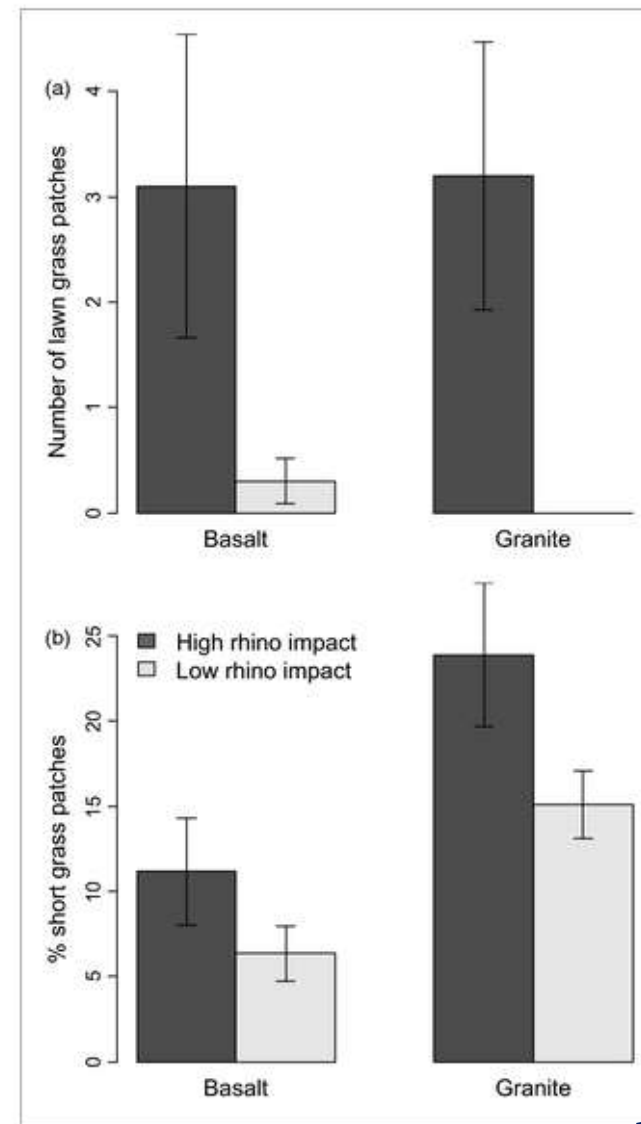 (a)
Number of lawn grass patches
4
3
2
1
0
Basalt Granite
(b)
High rhino impact
Low rhino impact
% short grass patches
25
20
15
10
5
0
Basalt Granite